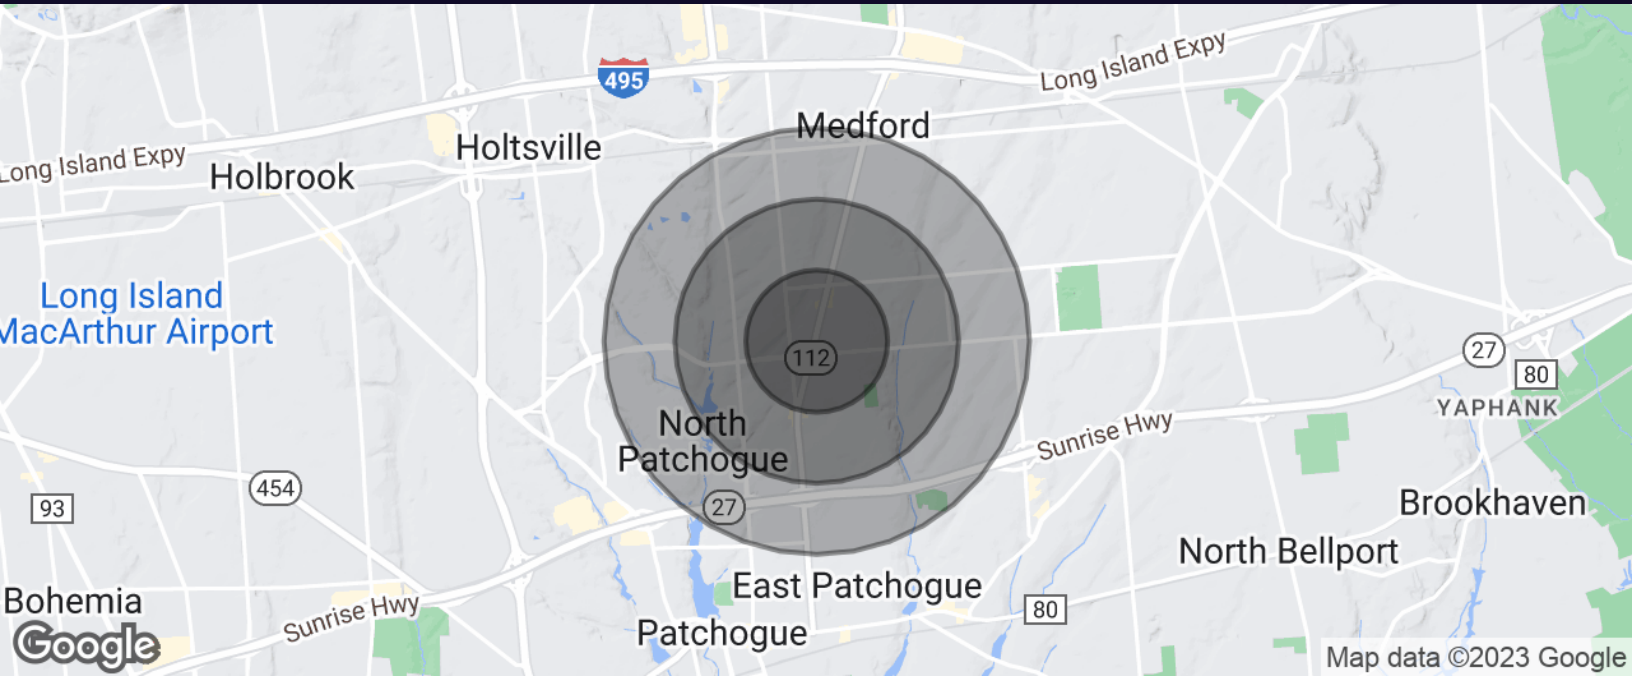 Long Island Expy
495
Medford
Holtsville
Long Island Expy
Holbrook
Long Island
MacArthur Airport
112
27
80
YAPHANK
North
Patchogue
Sunrise Hwy
454
93
27
Brookhaven
North Bellport
East Patchogue
Bohemia
Sunrise Hwy
80
Patchogue
Google
Map data ©2023 Google